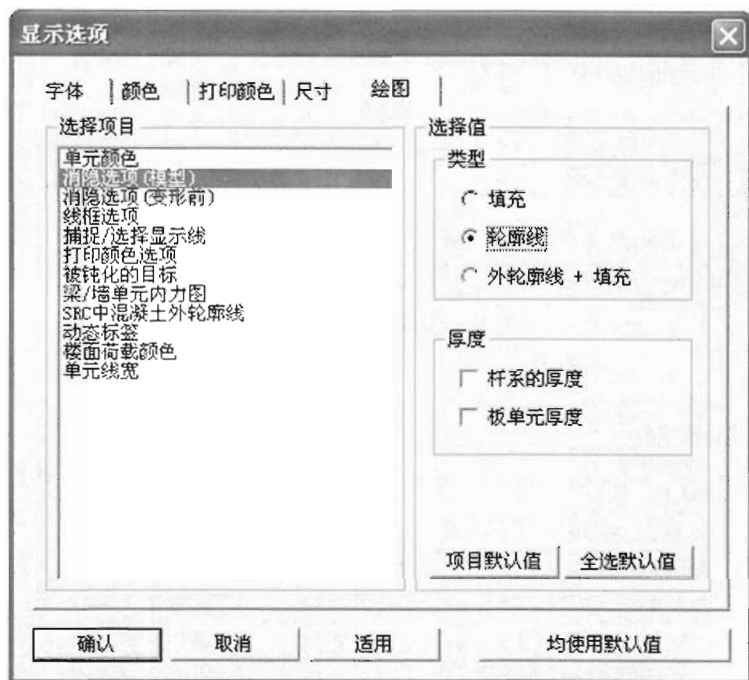 显示选项
字体 颜色 打印颜色 尺寸 绘图
选择项目
单元颜色
消隐选项(模型)
消隐选项(变形前)
线框选项
捕捉/选择显示线
打印颜色选项
被钝化的目标
梁/墙单元内力图
SRC中混凝土外轮廓线
动态标签
楼面荷载颜色
单元线宽
选择值
类型
填充
轮廓线
外轮廓线 + 填充
厚度
杆系的厚度
板单元厚度
项目默认值 全选默认值
确认 取消 适用 均使用默认值